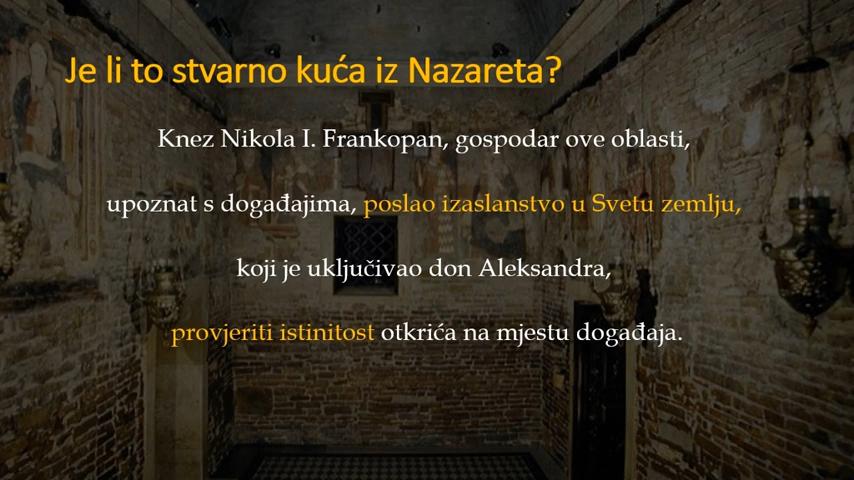 Je li to stvarno kuća iz Nazareta?
Knez Nikola I. Frankopan, gospodar ove oblasti,
upoznat s događajima, poslao izaslanstvo u Svetu zemlju,
koji je uključivao don Aleksandra,
provjeriti istinitost otkrića na mjestu događaja.